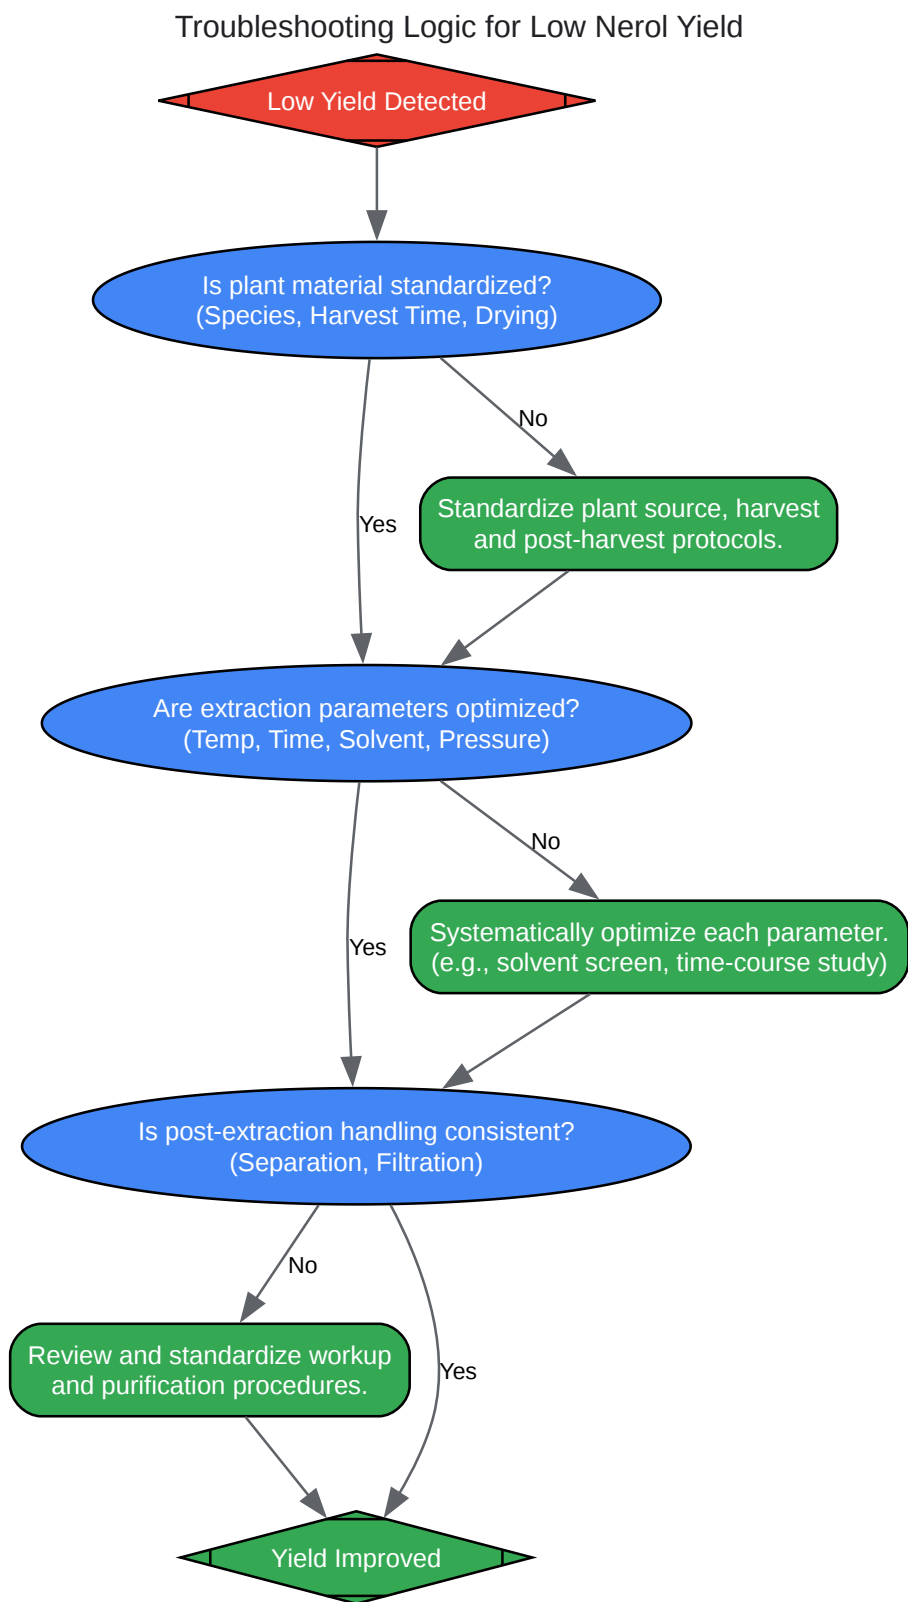 Troubleshooting Logic for Low Nerol Yield
Low Yield Detected
Is plant material standardized?
(Species, Harvest Time, Drying)
No
Standardize plant source, harvest
and post-harvest protocols.
Yes
Are extraction parameters optimized?
(Temp, Time, Solvent, Pressure)
No
Systematically optimize each parameter.
(e.g., solvent screen, time-course study)
Yes
Is post-extraction handling consistent?
(Separation, Filtration)
No
Review and standardize workup
and purification procedures.
Yes
Yield Improved